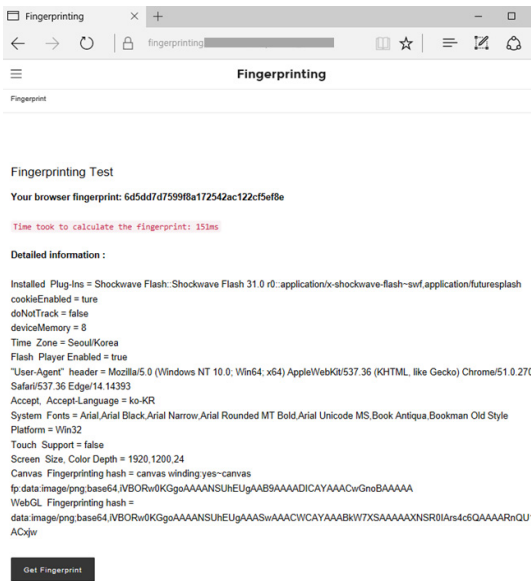 Fingerprinting
fingerprinting
Fingerprinting
Fingerprint
Fingerprinting Test
Your browser fingerprint: 6d5dd7d7599f8a172542ac122cf5ef8e
Time took to calculate the fingerprint: 151ms
Detailed information :
Installed Plug-Ins = Shockwave Flash::Shockwave Flash 31.0 r0::application/x-shockwave-flash~swf,application/futuresplash
cookieEnabled = ture
doNotTrack = false
deviceMemory = 8
Time Zone = Seoul/Korea
Flash Player Enabled = true
"User-Agent" header = Mozilla/5.0 (Windows NT 10.0; Win64; x64) AppleWebKit/537.36 (KHTML, like Gecko) Chrome/51.0.270
Safari/537.36 Edge/14.14393
Accept, Accept-Language = ko-KR
System Fonts = Arial,Arial Black,Arial Narrow,Arial Rounded MT Bold,Arial Unicode MS,Book Antiqua,Bookman Old Style
Platform = Win32
Touch Support = false
Screen Size, Color Depth = 1920,1200,24
Canvas Fingerprinting hash = canvas winding:yes~canvas
fp:data:image/png;base64,iVBORw0KGgoAAAANSUhEUgAAB9AAAADICAYAAACwGnoBAAAAA
WebGL Fingerprinting hash =
data:image/png;base64,iVBORw0KGgoAAAANSUhEUgAAASwAAACWCAYAAABkW7XSAAAAAXNSR0IArs4c6QAAAARnQU
ACxjw
Get Fingerprint